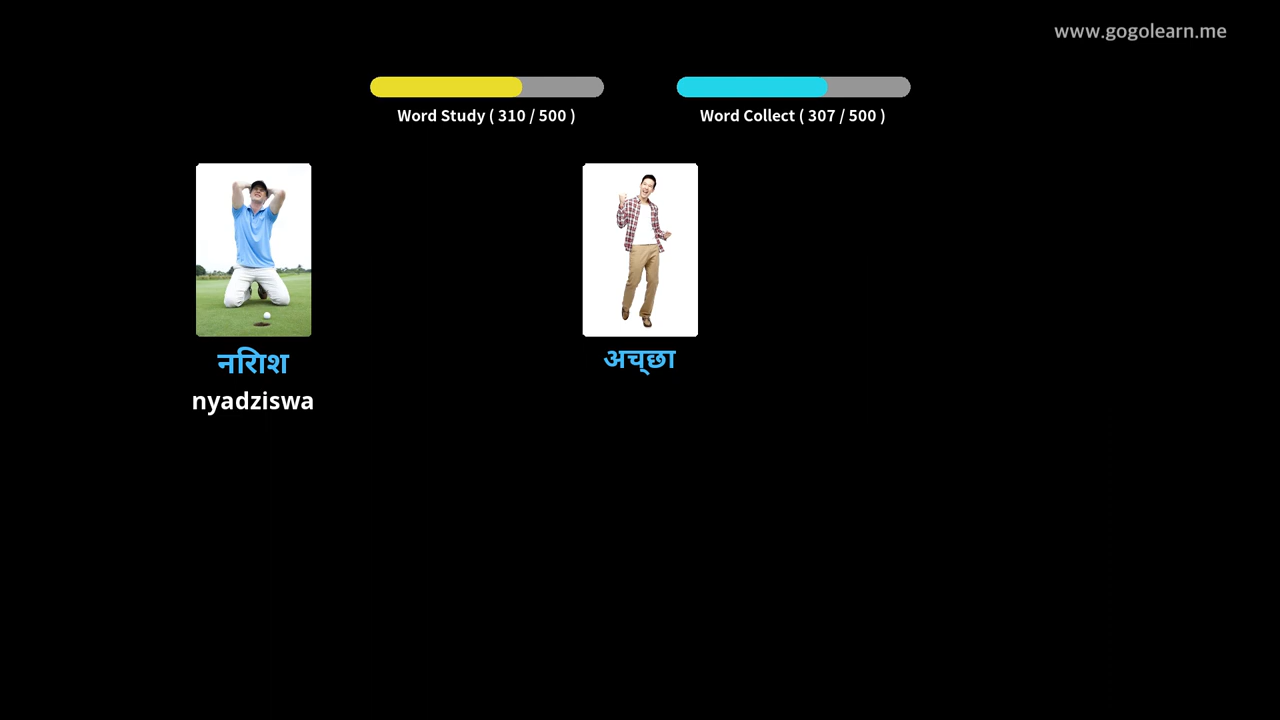 www.gogolearn.me
Word Study ( 310 / 500 )
Word Collect ( 307 / 500 )
निराश
nyadziswa
अच्छा